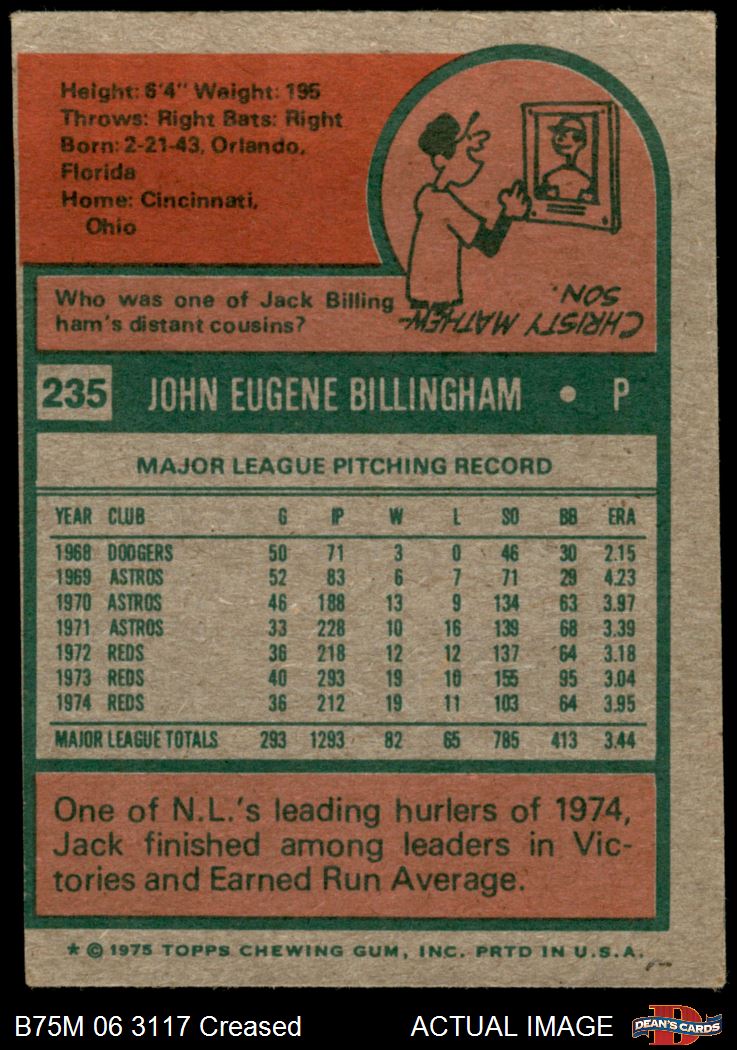 Height: 6'4" Weight: 195
Throws: Right Bats: Right
Born: 2-21-43, Orlando,
Florida
Home: Cincinnati,
Ohio
Who was one of Jack Billing
ham's distant cousins?
CHRISTY MATHEW-
SON.
235 JOHN EUGENE BILLINGHAM • P
MAJOR LEAGUE PITCHING RECORD
YEAR CLUB G IP W L SO BB ERA
1968 DODGERS 50 71 3 0 46 30 2.15
1969 ASTROS 52 83 6 7 71 29 4.23
1970 ASTROS 46 188 13 9 134 63 3.97
1971 ASTROS 33 228 10 16 139 68 3.39
1972 REDS 36 218 12 12 137 64 3.18
1973 REDS 40 293 19 10 155 95 3.04
1974 REDS 36 212 19 11 103 64 3.95
MAJOR LEAGUE TOTALS 293 1293 82 65 785 413 3.44
One of N.L.'s leading hurlers of 1974,
Jack finished among leaders in Vic-
tories and Earned Run Average.
* © 1975 TOPPS CHEWING GUM, INC. PRTD IN U.S.A.
B75M 06 3117 Creased ACTUAL IMAGE DEAN'S CARDS